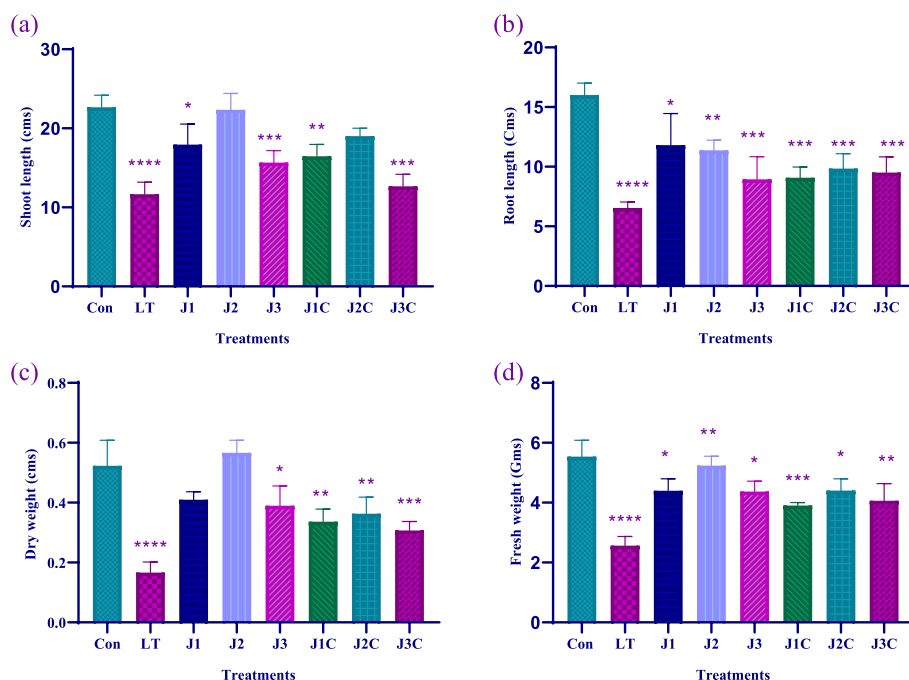 (a)
Shoot length (cms)
30
20
10
0
****
*
***
**
***
Con LT J1 J2 J3 J1C J2C J3C
Treatments
(b)
Root length (Cms)
20
15
10
5
0
****
*
**
***
***
***
***
Con LT J1 J2 J3 J1C J2C J3C
Treatments
(c)
Dry weight (cms)
0.8
0.6
0.4
0.2
0.0
****
*
**
**
***
Con LT J1 J2 J3 J1C J2C J3C
Treatments
(d)
Fresh weight (Gms)
8
6
4
2
0
****
*
**
*
***
*
**
Con LT J1 J2 J3 J1C J2C J3C
Treatments